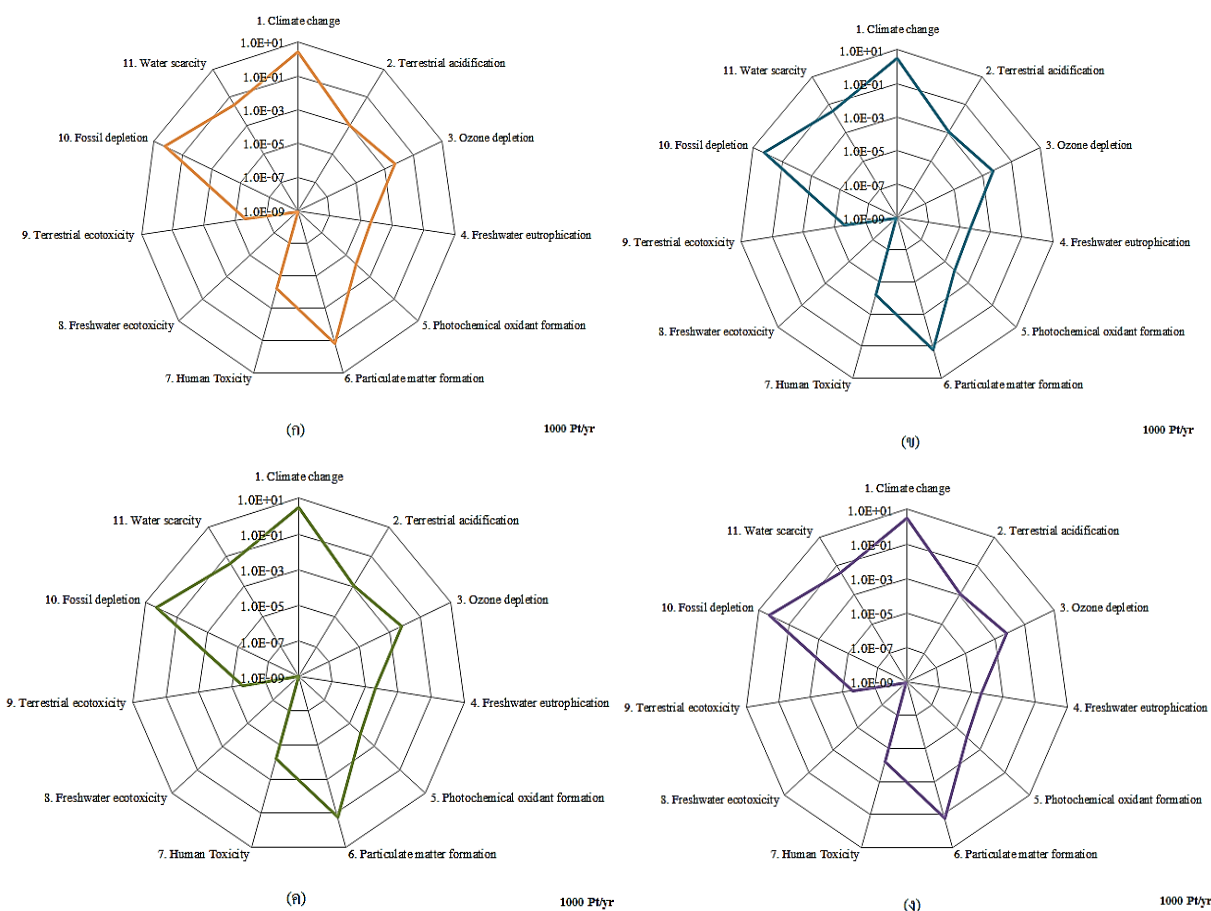 1. Climate change
1.0E+01
11. Water scarcity
2. Terrestrial acidification
1.0E-01
1.0E-03
10. Fossil depletion
3. Ozone depletion
1.0E-05
1.0E-07
1.0E-09
9. Terrestrial ecotoxicity
4. Freshwater eutrophication
8. Freshwater ecotoxicity
5. Photochemical oxidant formation
7. Human Toxicity
6. Particulate matter formation
(ก)
1000 Pt/yr
1. Climate change
1.0E+01
11. Water scarcity
2. Terrestrial acidification
1.0E-01
1.0E-03
10. Fossil depletion
3. Ozone depletion
1.0E-05
1.0E-07
1.0E-09
9. Terrestrial ecotoxicity
4. Freshwater eutrophication
8. Freshwater ecotoxicity
5. Photochemical oxidant formation
7. Human Toxicity
6. Particulate matter formation
(ข)
1000 Pt/yr
1. Climate change
1.0E+01
11. Water scarcity
2. Terrestrial acidification
1.0E-01
1.0E-03
10. Fossil depletion
3. Ozone depletion
1.0E-05
1.0E-07
1.0E-09
9. Terrestrial ecotoxicity
4. Freshwater eutrophication
8. Freshwater ecotoxicity
5. Photochemical oxidant formation
7. Human Toxicity
6. Particulate matter formation
(ค)
1000 Pt/yr
1. Climate change
1.0E+01
11. Water scarcity
2. Terrestrial acidification
1.0E-01
1.0E-03
10. Fossil depletion
3. Ozone depletion
1.0E-05
1.0E-07
1.0E-09
9. Terrestrial ecotoxicity
4. Freshwater eutrophication
8. Freshwater ecotoxicity
5. Photochemical oxidant formation
7. Human Toxicity
6. Particulate matter formation
(ง)
1000 Pt/yr